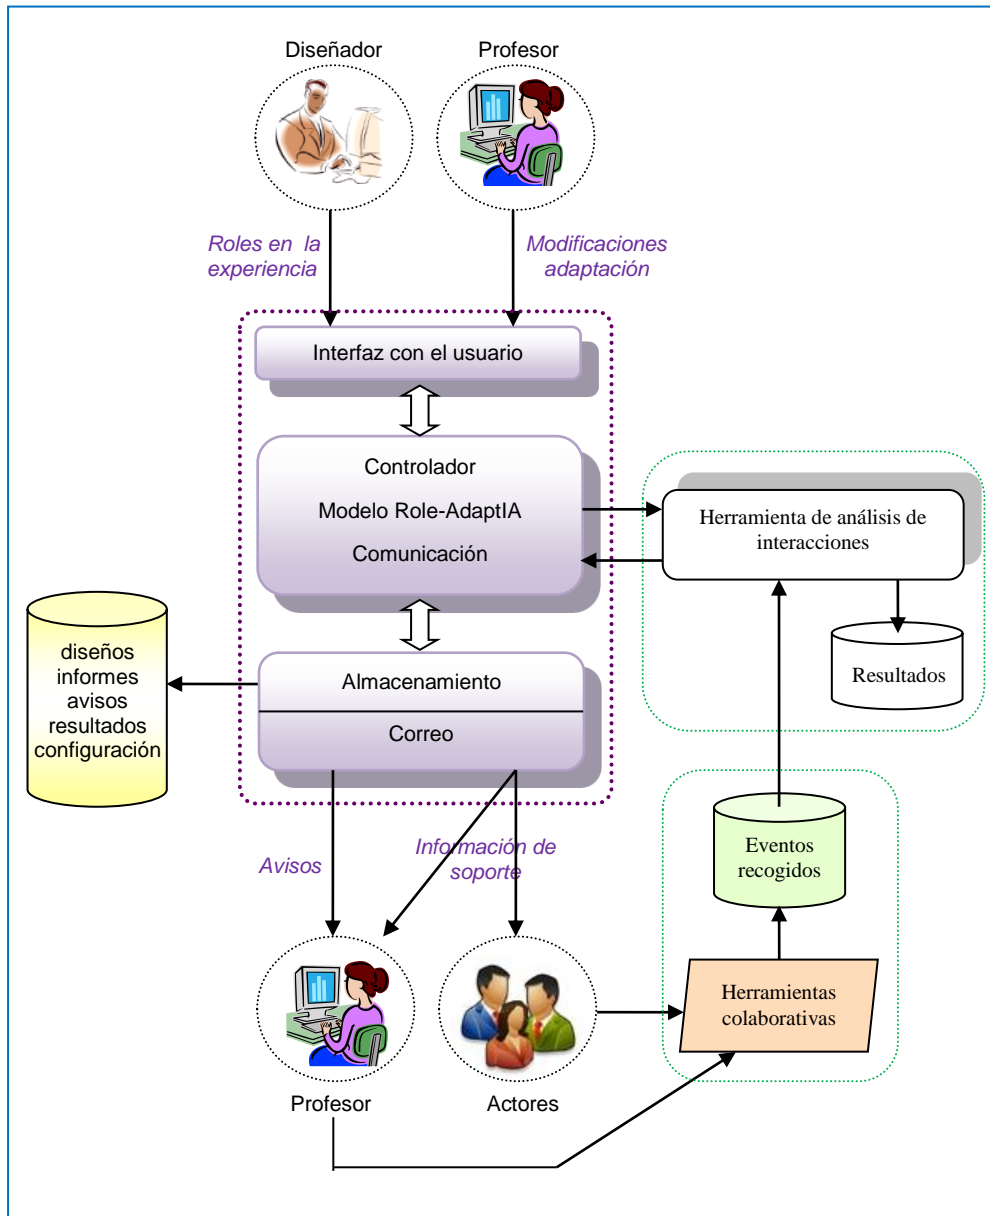 Diseñador
Profesor
Roles en la
experiencia
Modificaciones
adaptación
Interfaz con el usuario
Controlador
Modelo Role-AdaptIA
Comunicación
Herramienta de análisis de
interacciones
Resultados
diseños
informes
avisos
resultados
configuración
Almacenamiento
Correo
Avisos
Información de
soporte
Eventos
recogidos
Herramientas
colaborativas
Profesor
Actores